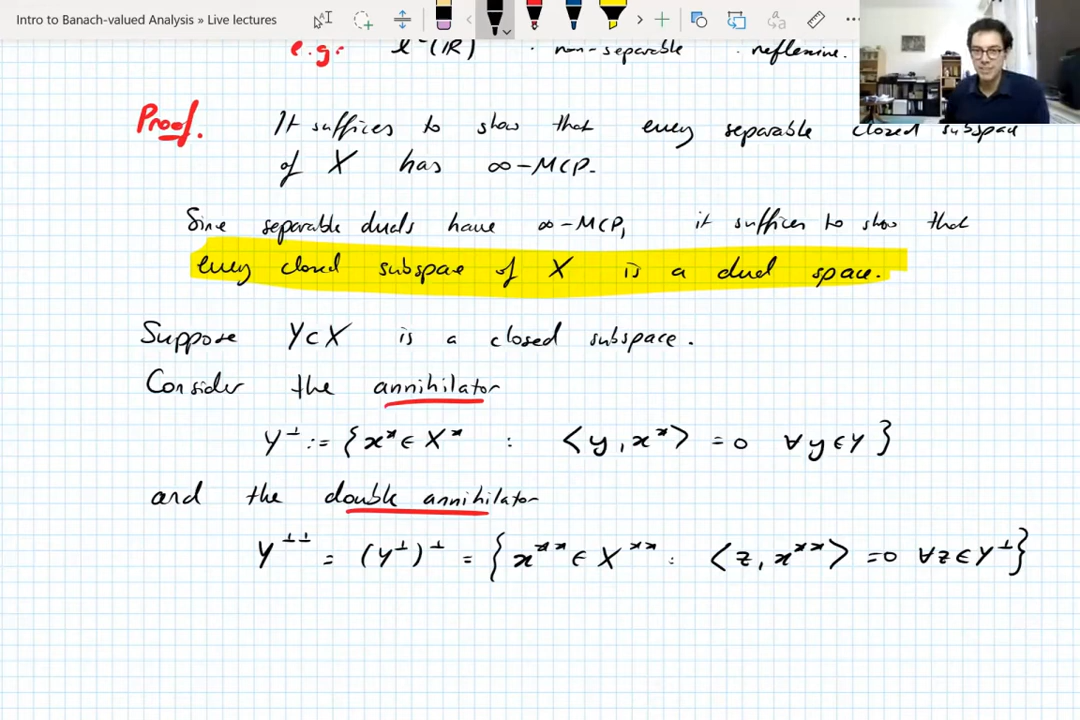 Intro to Banach-valued Analysis » Live lectures
e.g: (IR) · non-separable · reflexive.
Proof. It suffices to show that every separable closed subspace
of X has ∞-MCP.
Since separable duals have ∞-MCP, it suffices to show that
every closed subspace of X is a dual space.
Suppose Y⊂X is a closed subspace.
Consider the annihilator
Y^⊥ := {x^* ∈ X^* : <y, x^*> = 0 ∀y∈Y}
and the double annihilator
Y^⊥⊥ = (Y^⊥)^⊥ = {x^** ∈ X^** : <z, x^**> = 0 ∀z∈Y^⊥}